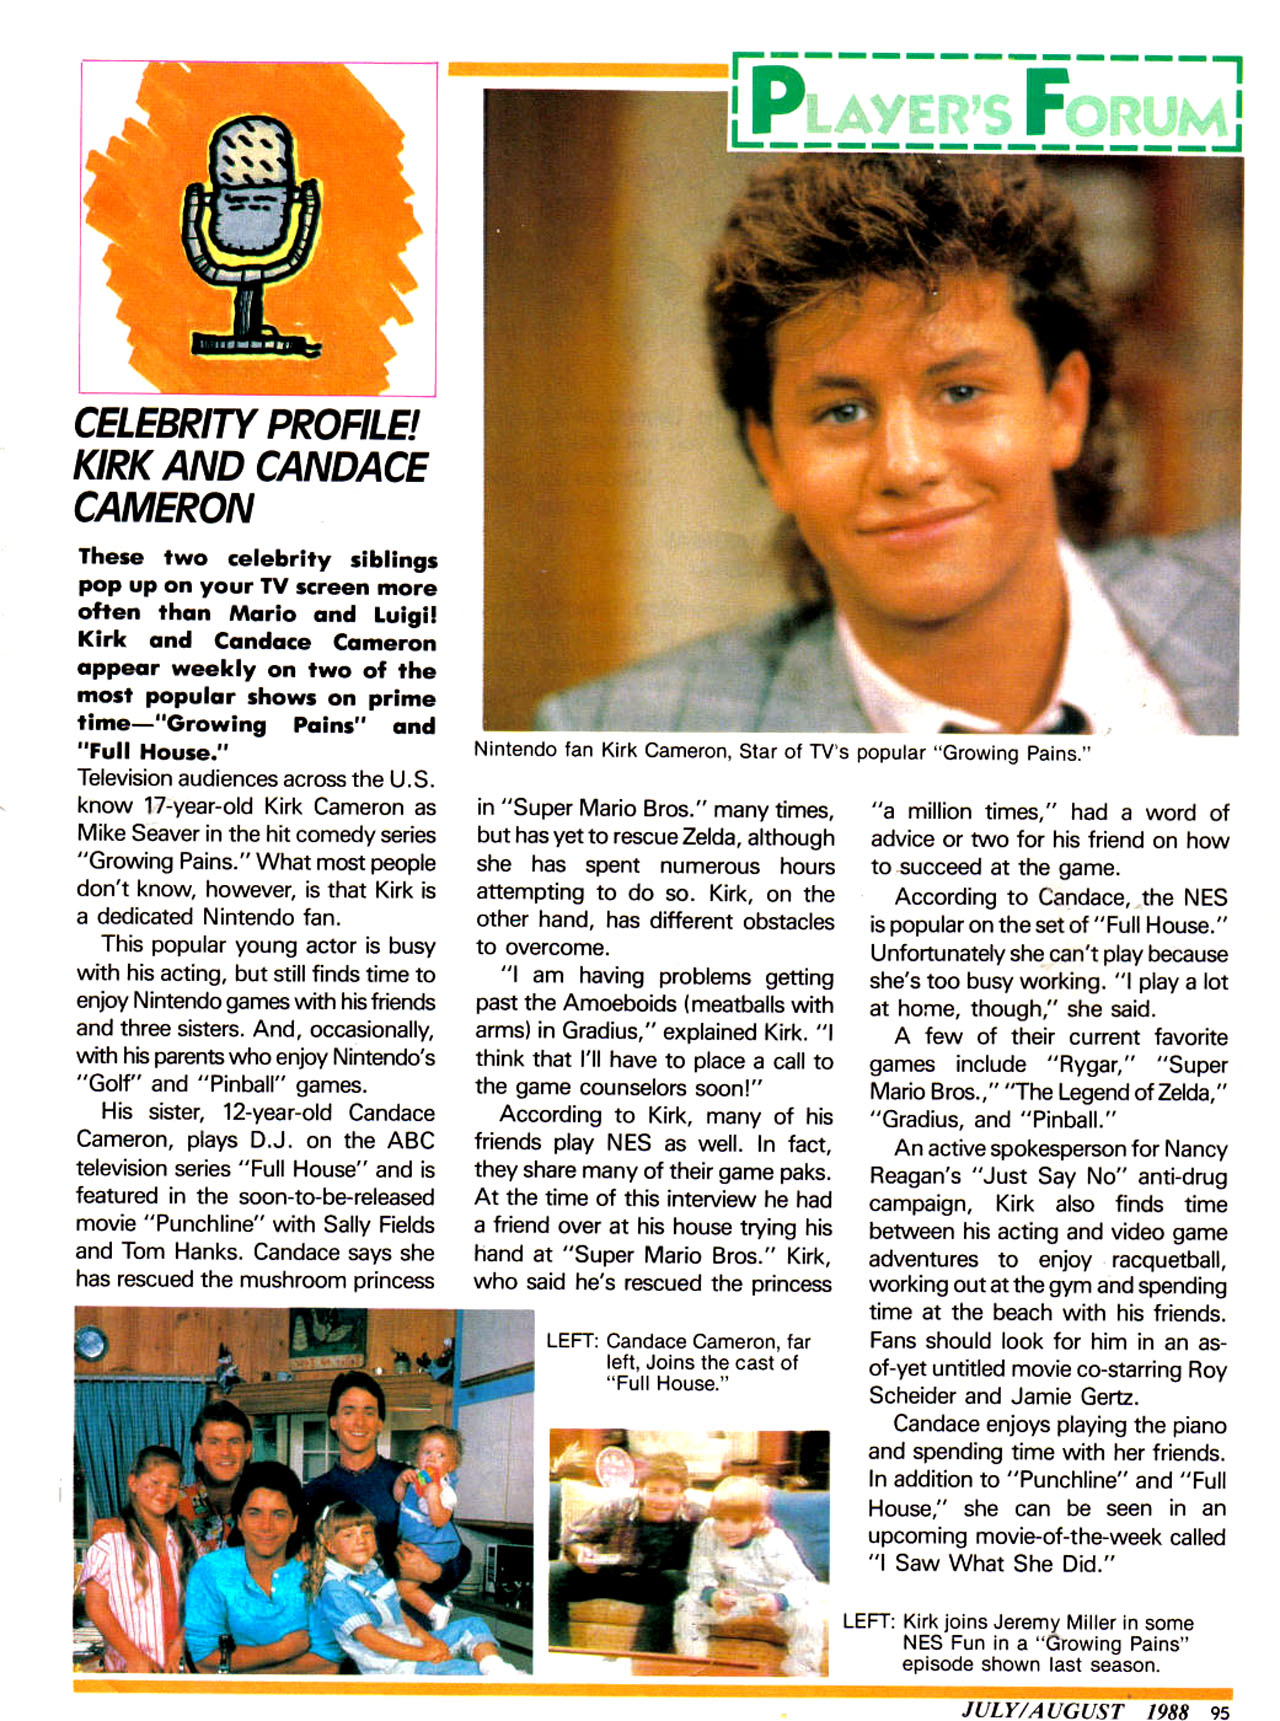 PLAYER'S FORUM
CELEBRITY PROFILE!
KIRK AND CANDACE
CAMERON
These two celebrity siblings
pop up on your TV screen more
often than Mario and Luigi!
Kirk and Candace Cameron
appear weekly on two of the
most popular shows on prime
time—"Growing Pains" and
"Full House."
Television audiences across the U.S.
know 17-year-old Kirk Cameron as
Mike Seaver in the hit comedy series
"Growing Pains." What most people
don't know, however, is that Kirk is
a dedicated Nintendo fan.
This popular young actor is busy
with his acting, but still finds time to
enjoy Nintendo games with his friends
and three sisters. And, occasionally,
with his parents who enjoy Nintendo's
"Golf" and "Pinball" games.
His sister, 12-year-old Candace
Cameron, plays D.J. on the ABC
television series "Full House" and is
featured in the soon-to-be-released
movie "Punchline" with Sally Fields
and Tom Hanks. Candace says she
has rescued the mushroom princess
Nintendo fan Kirk Cameron, Star of TV's popular "Growing Pains."
in "Super Mario Bros." many times,
but has yet to rescue Zelda, although
she has spent numerous hours
attempting to do so. Kirk, on the
other hand, has different obstacles
to overcome.
"I am having problems getting
past the Amoeboids (meatballs with
arms) in Gradius," explained Kirk. "I
think that I'll have to place a call to
the game counselors soon!"
According to Kirk, many of his
friends play NES as well. In fact,
they share many of their game paks.
At the time of this interview he had
a friend over at his house trying his
hand at "Super Mario Bros." Kirk,
who said he's rescued the princess
"a million times," had a word of
advice or two for his friend on how
to succeed at the game.
According to Candace, the NES
is popular on the set of "Full House."
Unfortunately she can't play because
she's too busy working. "I play a lot
at home, though," she said.
A few of their current favorite
games include "Rygar," "Super
Mario Bros.," "The Legend of Zelda,"
"Gradius, and "Pinball."
An active spokesperson for Nancy
Reagan's "Just Say No" anti-drug
campaign, Kirk also finds time
between his acting and video game
adventures to enjoy racquetball,
working out at the gym and spending
time at the beach with his friends.
Fans should look for him in an as-
of-yet untitled movie co-starring Roy
Scheider and Jamie Gertz.
Candace enjoys playing the piano
and spending time with her friends.
In addition to "Punchline" and "Full
House," she can be seen in an
upcoming movie-of-the-week called
"I Saw What She Did."
LEFT: Candace Cameron, far
left, Joins the cast of
"Full House."
LEFT: Kirk joins Jeremy Miller in some
NES Fun in a "Growing Pains"
episode shown last season.
JULY/AUGUST 1988 95